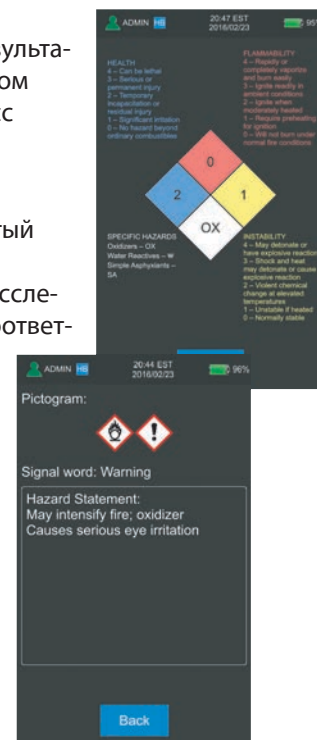 ульта-
ом
с
тый
ссле-
ответ-
ADMIN HB
20:47 EST
2016/02/23
HEALTH
4 – Can be lethal
3 – Serious or
permanent injury
2 – Temporary
incapacitation or
residual injury
1 – Significant irritation
0 – No hazard beyond
ordinary combustibles
FLAMMABILITY
4 – Rapidly or
completely vaporize
and burn easily
3 – Ignite readily in
ambient conditions
2 – Ignite when
moderately heated
1 – Require preheating
for ignition
0 – Will not burn under
normal fire conditions
0
2
1
OX
SPECIFIC HAZARDS
Oxidizers – OX
Water Reactives – W
Simple Asphyxiants –
SA
INSTABILITY
4 – May detonate or
have explosive reaction
3 – Shock and heat
may detonate or cause
explosive reaction
2 – Violent chemical
change at elevated
temperatures
1 – Unstable if heated
0 – Normally stable
ADMIN HB
20:44 EST
2016/02/23
96%
Pictogram:
Signal word: Warning
Hazard Statement:
May intensify fire; oxidizer
Causes serious eye irritation
Back